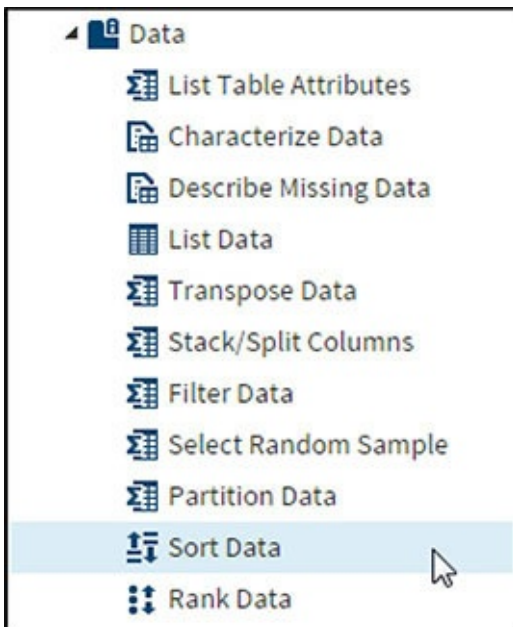 Data
List Table Attributes
Characterize Data
Describe Missing Data
List Data
Transpose Data
Stack/Split Columns
Filter Data
Select Random Sample
Partition Data
Sort Data
Rank Data